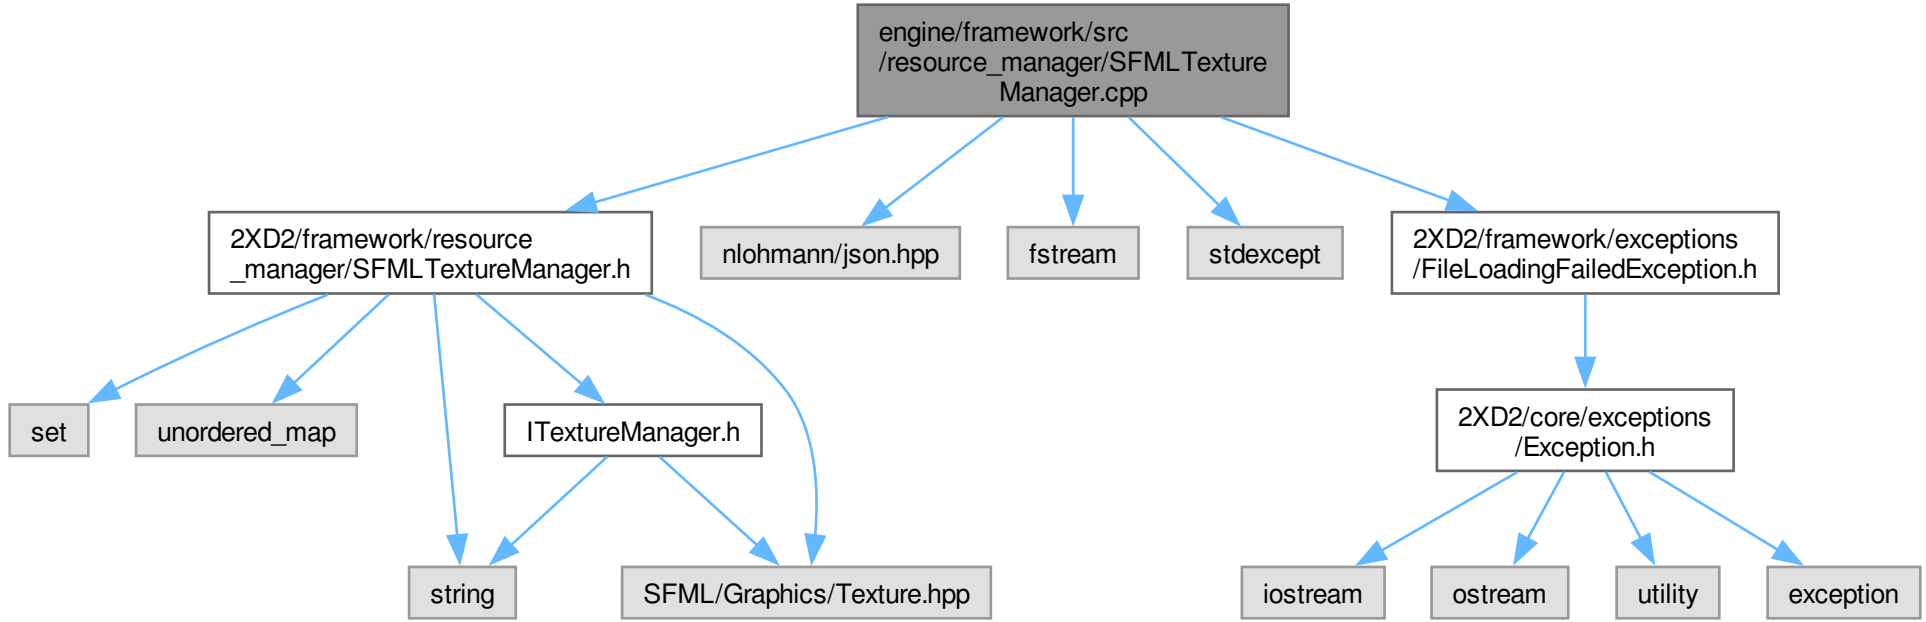 engine/framework/src
/resource_manager/SFMLTexture
Manager.cpp
2XD2/framework/resource
_manager/SFMLTextureManager.h
nlohmann/json.hpp
fstream
stdexcept
2XD2/framework/exceptions
/FileLoadingFailedException.h
set
unordered_map
ITextureManager.h
2XD2/core/exceptions
/Exception.h
string
SFML/Graphics/Texture.hpp
iostream
ostream
utility
exception